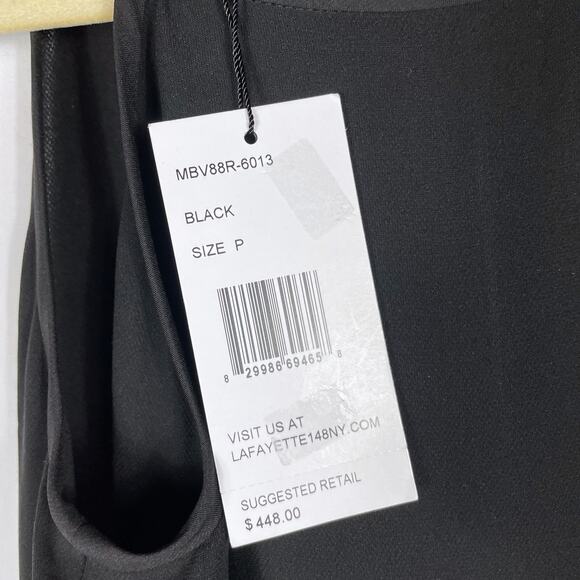 MBV88R-6013
BLACK
SIZE P
8 29986 69465 8
VISIT US AT
LAFAYETTE148NY.COM
SUGGESTED RETAIL
$448.00